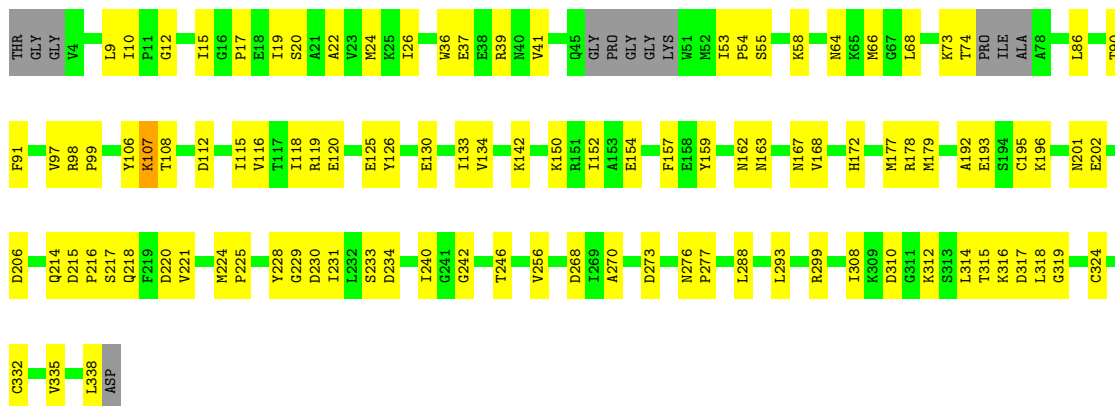 THR GLY GLY V4 L9 I10 P11 G12 I15 G16 P17 E18 I19 S20 A21 A22 V23 M24 K25 I26 W36 E37 E38 R39 N40 V41 Q45 GLY PRO GLY GLY LYS W51 M52 I53 P54 S55 K58 N64 K65 M66 G67 L68 K73 T74 PRO ILE ALA A78 L86 T90
F91 V97 R98 P99 Y106 K107 T108 D112 I115 V116 T117 I118 R119 E120 E125 Y126 E130 I133 V134 K142 K150 R151 I152 A153 E154 F157 E158 Y159 N162 N163 N167 V168 H172 M177 R178 M179 A192 E193 S194 C195 K196 N201 E202
D206 Q214 D215 P216 S217 Q218 F219 D220 V221 M224 P225 Y228 G229 D230 I231 L232 S233 D234 I240 G241 G242 T246 V256 D268 I269 A270 D273 N276 P277 L288 L293 R299 I308 K309 D310 G311 K312 S313 L314 T315 K316 D317 L318 G319 C324
C332 V335 L338 ASP